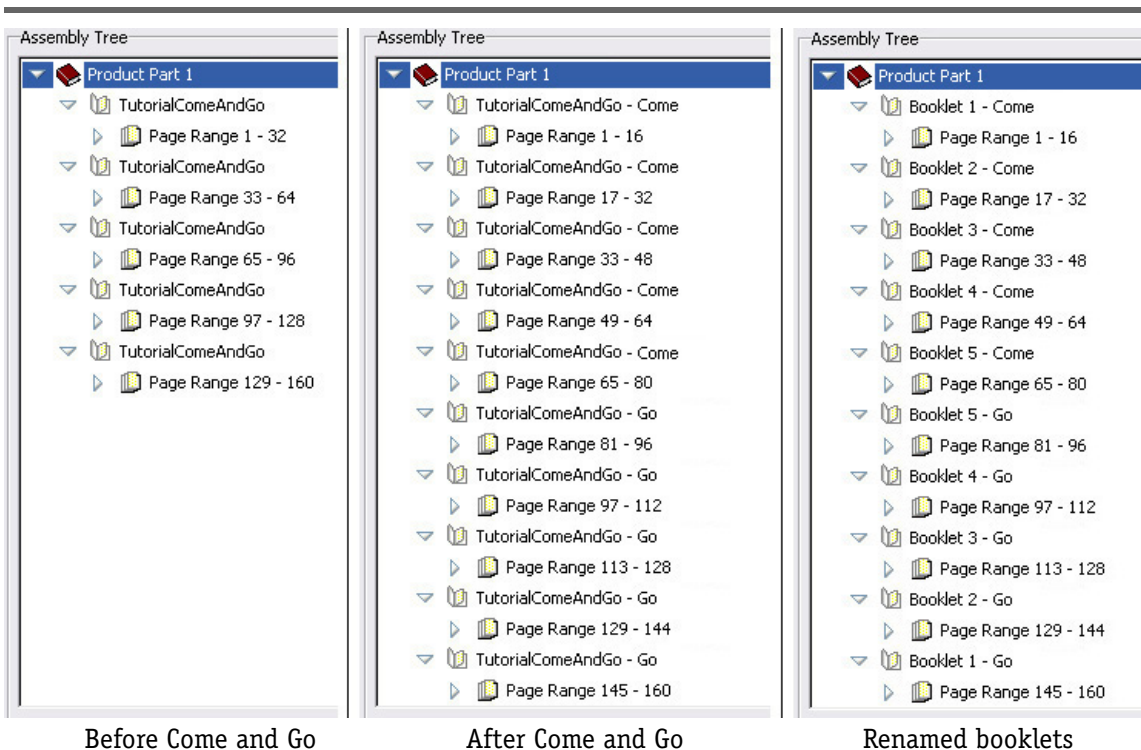 Assembly Tree
Product Part 1
TutorialComeAndGo
Page Range 1 - 32
TutorialComeAndGo
Page Range 33 - 64
TutorialComeAndGo
Page Range 65 - 96
TutorialComeAndGo
Page Range 97 - 128
TutorialComeAndGo
Page Range 129 - 160
Before Come and Go
Assembly Tree
Product Part 1
TutorialComeAndGo - Come
Page Range 1 - 16
TutorialComeAndGo - Come
Page Range 17 - 32
TutorialComeAndGo - Come
Page Range 33 - 48
TutorialComeAndGo - Come
Page Range 49 - 64
TutorialComeAndGo - Come
Page Range 65 - 80
TutorialComeAndGo - Go
Page Range 81 - 96
TutorialComeAndGo - Go
Page Range 97 - 112
TutorialComeAndGo - Go
Page Range 113 - 128
TutorialComeAndGo - Go
Page Range 129 - 144
TutorialComeAndGo - Go
Page Range 145 - 160
After Come and Go
Assembly Tree
Product Part 1
Booklet 1 - Come
Page Range 1 - 16
Booklet 2 - Come
Page Range 17 - 32
Booklet 3 - Come
Page Range 33 - 48
Booklet 4 - Come
Page Range 49 - 64
Booklet 5 - Come
Page Range 65 - 80
Booklet 5 - Go
Page Range 81 - 96
Booklet 4 - Go
Page Range 97 - 112
Booklet 3 - Go
Page Range 113 - 128
Booklet 2 - Go
Page Range 129 - 144
Booklet 1 - Go
Page Range 145 - 160
Renamed booklets